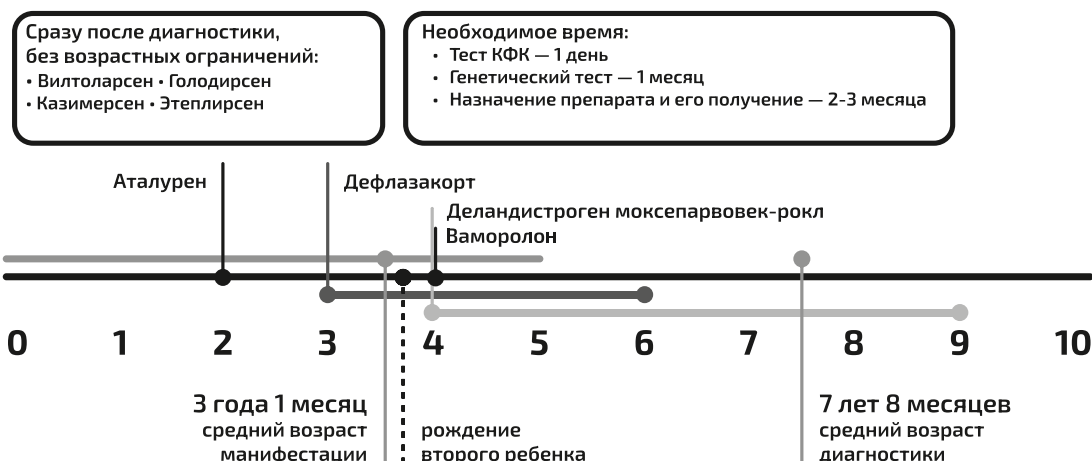 Сразу после диагностики,
без возрастных ограничений:
• Вилтоларсен • Голодирсен
• Казимерсен • Этеплирсен
Необходимое время:
• Тест КФК — 1 день
• Генетический тест — 1 месяц
• Назначение препарата и его получение — 2-3 месяца
Аталурен
Дефлазакорт
Деландистроген моксепарвовек-рокл
Ваморолон
0 1 2 3 4 5 6 7 8 9 10
3 года 1 месяц
средний возраст
манифестации
рождение
второго ребенка
7 лет 8 месяцев
средний возраст
диагностики